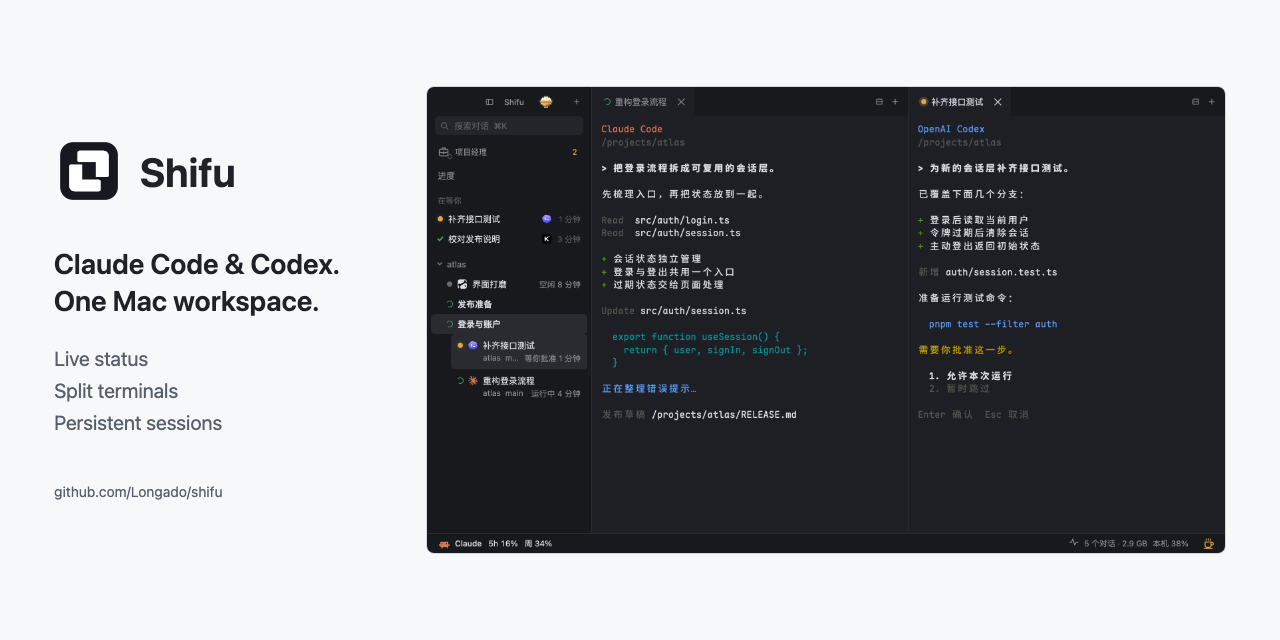 Shifu
Claude Code & Codex.
One Mac workspace.
Live status
Split terminals
Persistent sessions
github.com/Longado/shifu
Shifu
搜索对话 ⌘K
项目经理 2
进度
在等你
补齐接口测试 1 分钟
校对发布说明 K 3 分钟
atlas
界面打磨 空闲 8 分钟
发布准备
登录与账户
补齐接口测试
atlas m... 等你批准 1 分钟
重构登录流程
atlas main 运行中 4 分钟
重构登录流程
Claude Code
/projects/atlas
> 把登录流程拆成可复用的会话层。
先梳理入口，再把状态放到一起。
Read src/auth/login.ts
Read src/auth/session.ts
+ 会话状态独立管理
+ 登录与登出共用一个入口
+ 过期状态交给页面处理
Update src/auth/session.ts
export function useSession() {
return { user, signIn, signOut };
}
正在整理错误提示…
发布草稿 /projects/atlas/RELEASE.md
补齐接口测试
OpenAI Codex
/projects/atlas
> 为新的会话层补齐接口测试。
已覆盖下面几个分支：
+ 登录后读取当前用户
+ 令牌过期后清除会话
+ 主动登出返回初始状态
新增 auth/session.test.ts
准备运行测试命令：
pnpm test --filter auth
需要你批准这一步。
1. 允许本次运行
2. 暂时跳过
Enter 确认 Esc 取消
Claude 5h 16% 周 34%
5 个对话 · 2.9 GB 本机 38%